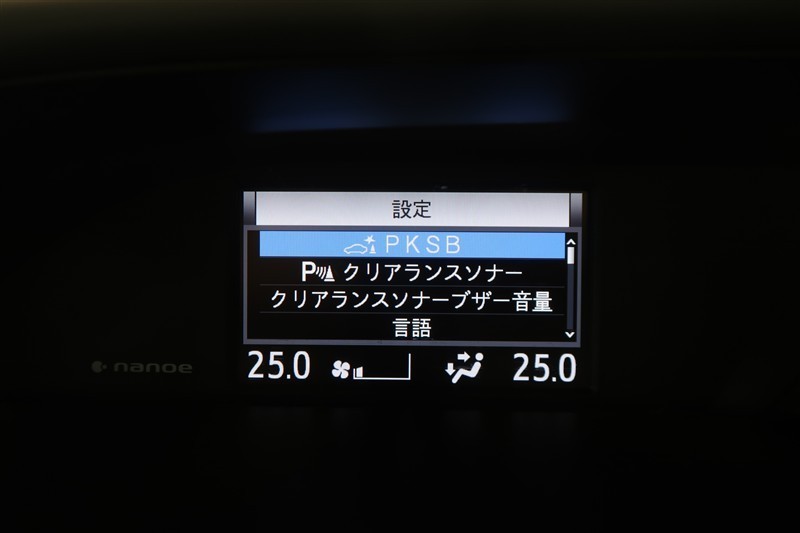 設定
PKSB
P クリアランスソナー
クリアランスソナーブザー音量
言語
25.0 25.0
nanoe